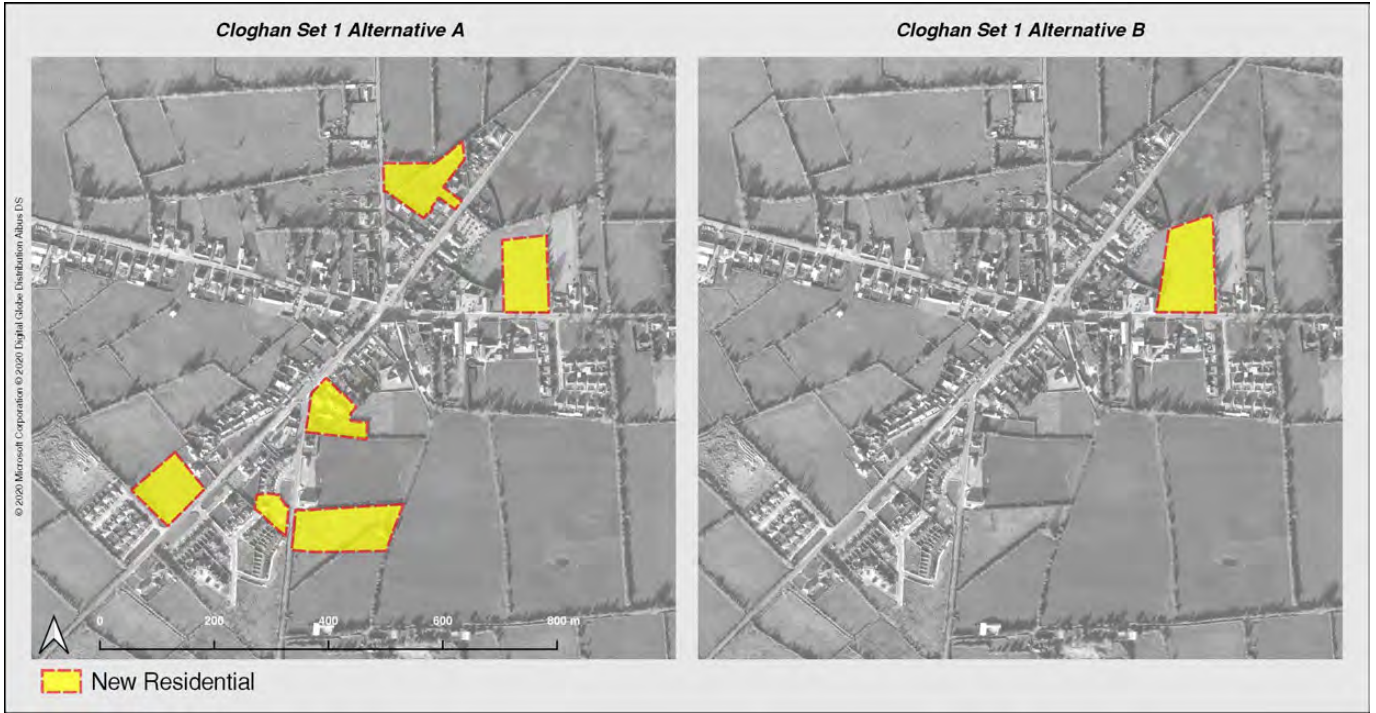 Cloghan Set 1 Alternative A
Cloghan Set 1 Alternative B
© 2020 Microsoft Corporation © 2020 Digital Globe Distribution Aibus DS
0 200 400 600 800 m
New Residential